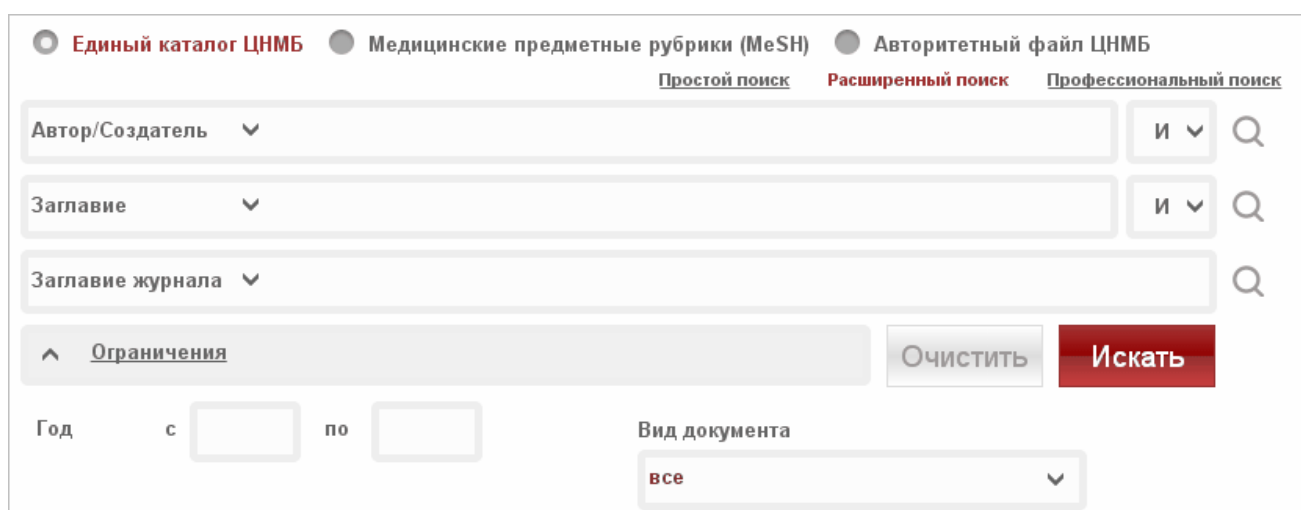 Единый каталог ЦНМБ Медицинские предметные рубрики (MeSH) Авторитетный файл ЦНМБ
Простой поиск Расширенный поиск Профессиональный поиск
Автор/Создатель И
Заглавие И
Заглавие журнала
Ограничения Очистить Искать
Год с по Вид документа
все